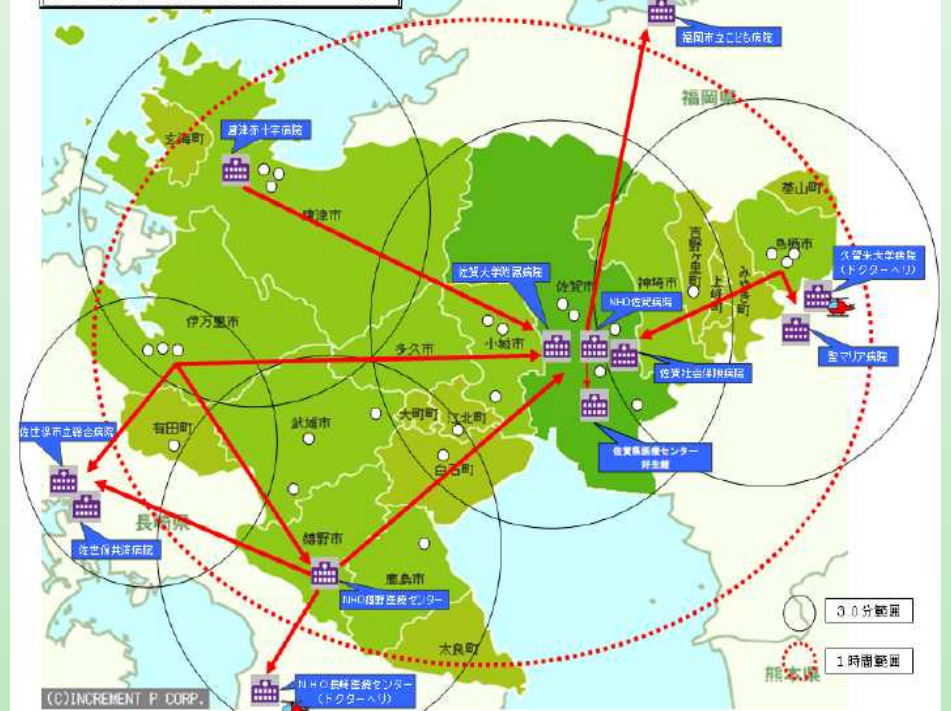 福岡市立こども病院
福岡県
唐津赤十字病院
玄海町
唐津市
基山町
鳥栖市
久留米大学病院
(ドクターヘリ)
吉野ヶ里町
上峰町
みやき町
神埼市
佐賀大学附属病院
佐賀市
NHO佐賀病院
伊万里市
多久市
小城市
聖マリア病院
佐賀社会保険病院
有田町
武雄市
大町町
江北町
白石町
佐世保市立総合病院
佐賀県医療センター
好生館
長崎県
佐世保共済病院
嬉野市
鹿島市
NHO嬉野医療センター
太良町
30分範囲
1時間範囲
熊本県
NHO長崎医療センター
(ドクターヘリ)
(C)INCREMENT P CORP.